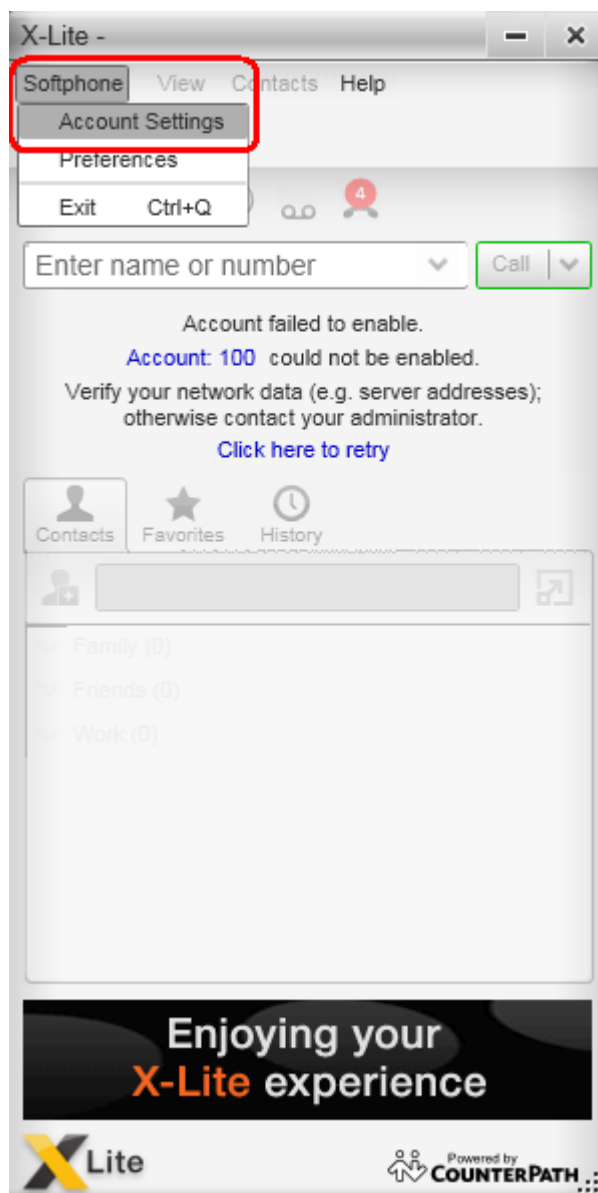 X-Lite -
Softphone View Contacts Help
Account Settings
Preferences
Exit Ctrl+Q
4
Enter name or number
Call
Account failed to enable.
Account: 100 could not be enabled.
Verify your network data (e.g. server addresses);
otherwise contact your administrator.
Click here to retry
Contacts Favorites History
Family (0)
Friends (0)
Work (0)
Enjoying your
X-Lite experience
XLite
Powered by
COUNTERPATH